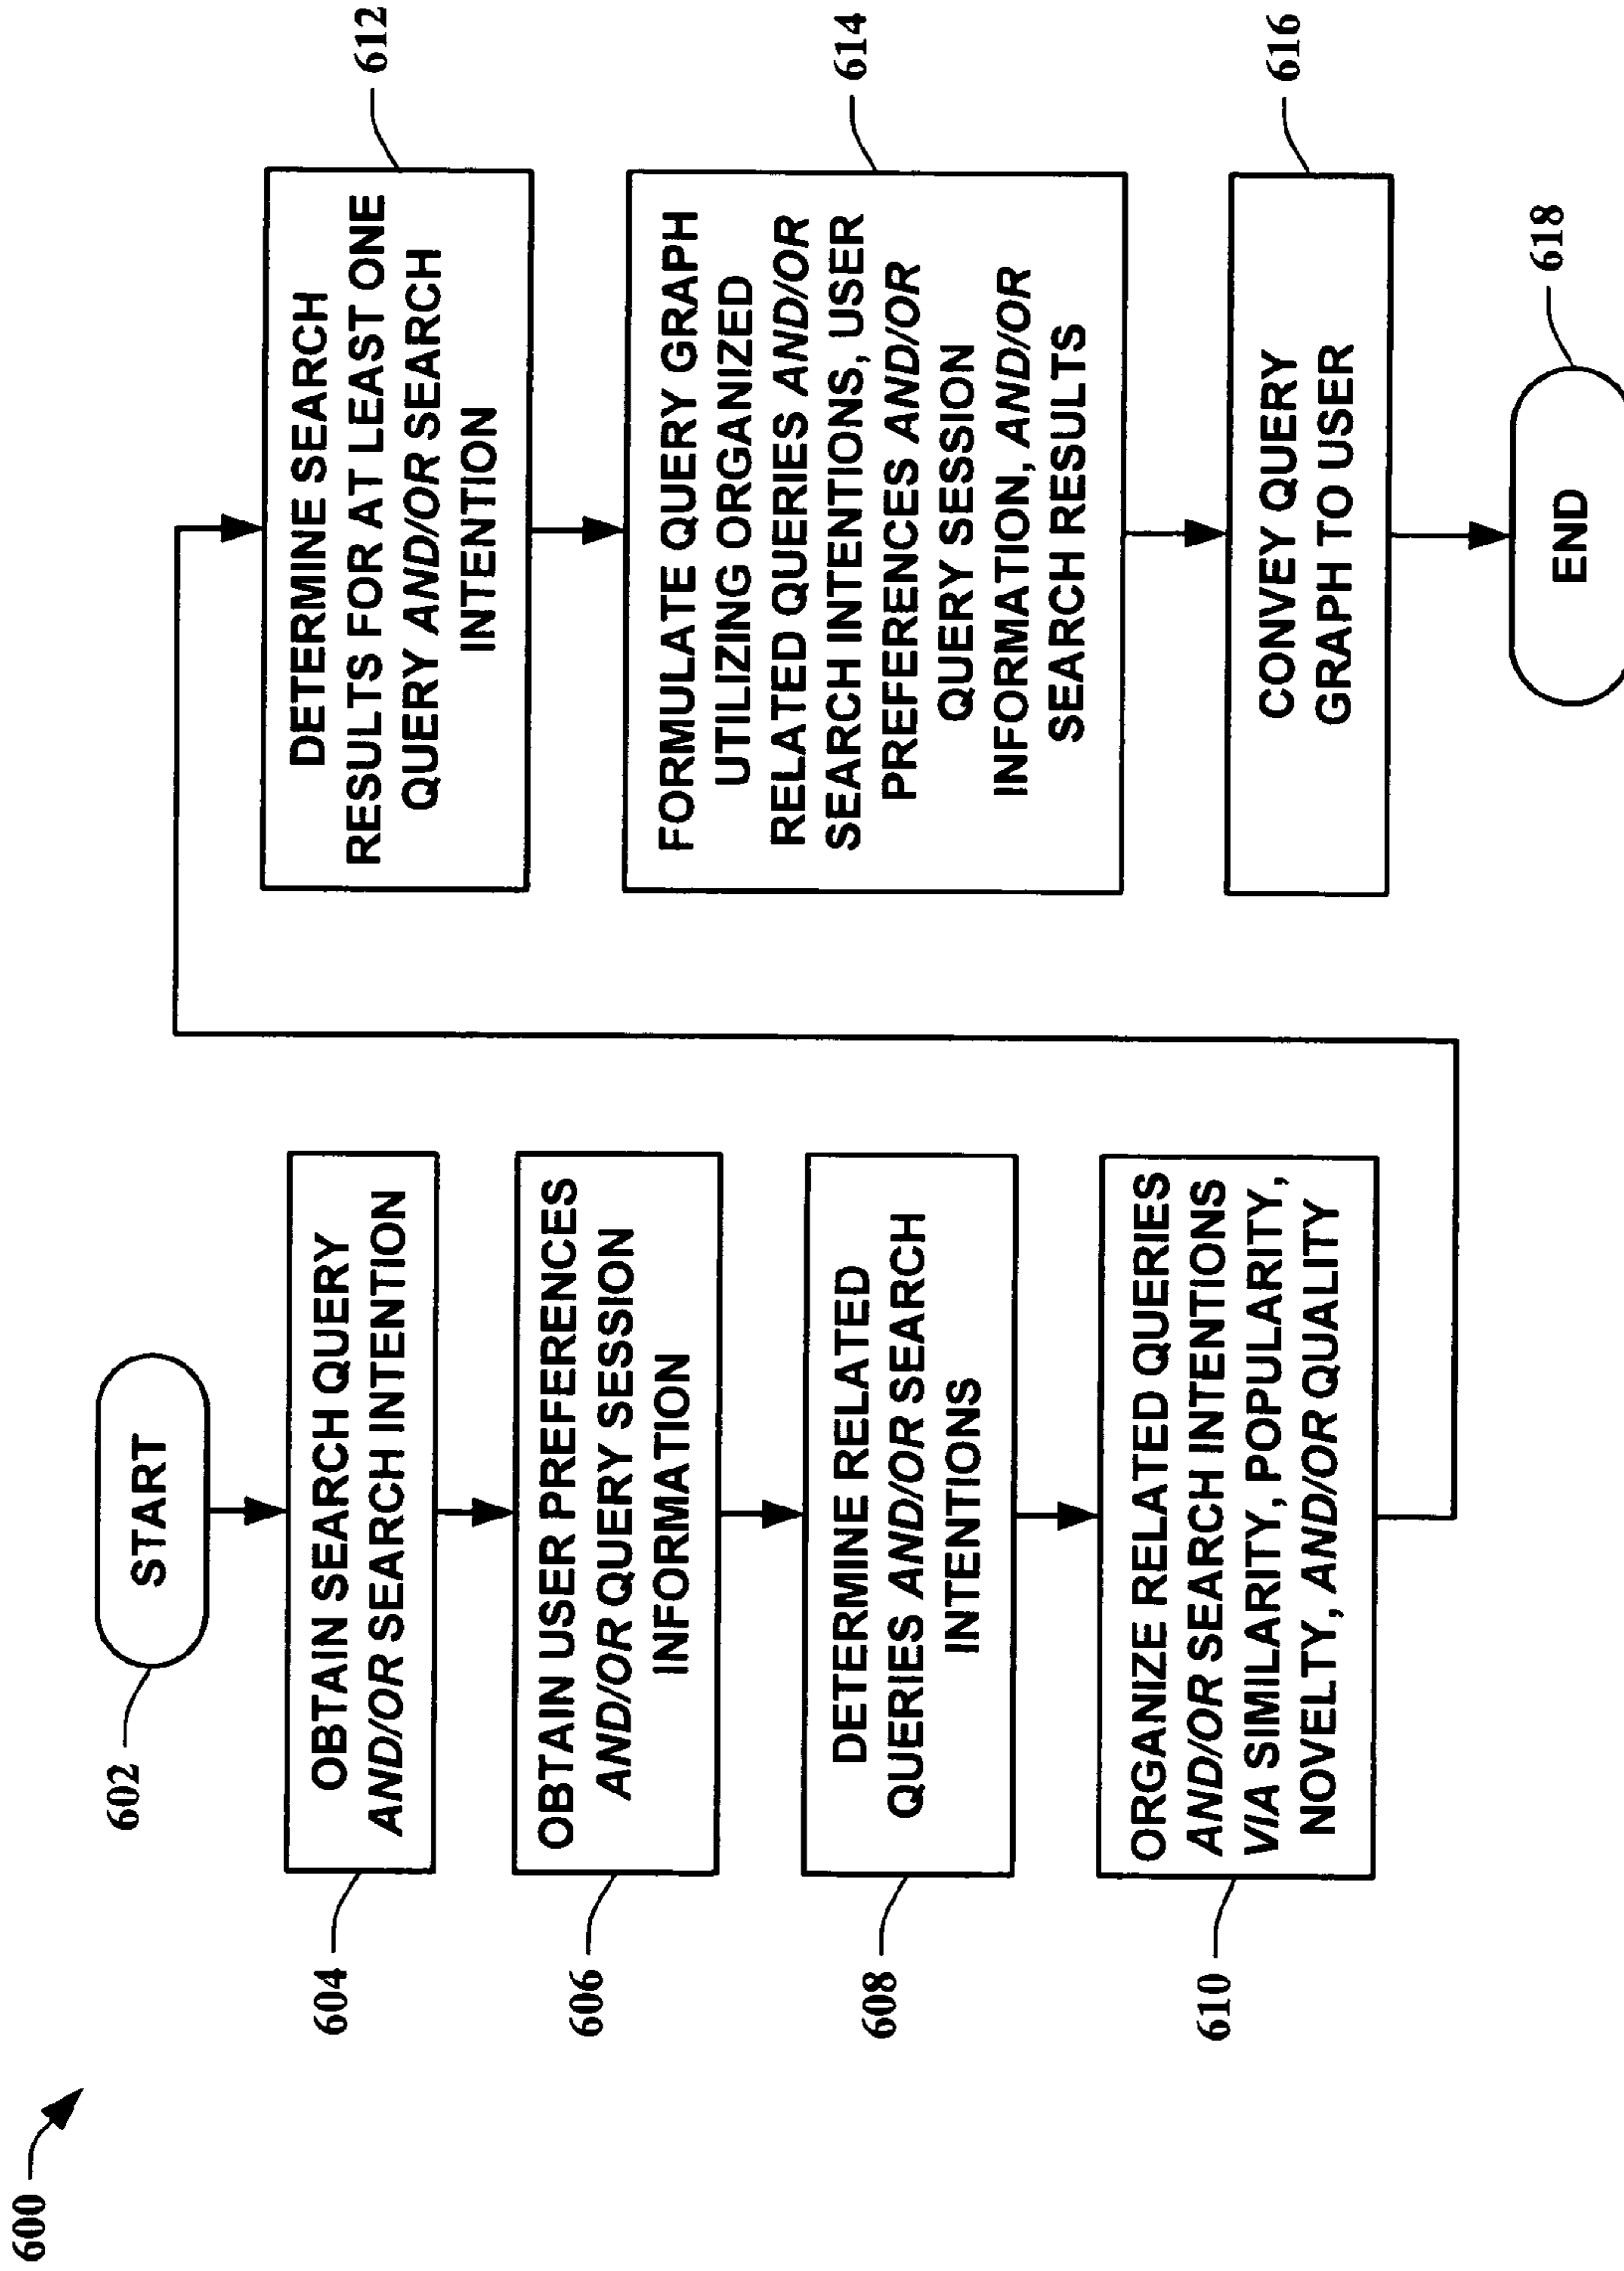 600
602
START
604
OBTAIN SEARCH QUERY
AND/OR SEARCH INTENTION
606
OBTAIN USER PREFERENCES
AND/OR QUERY SESSION
INFORMATION
608
DETERMINE RELATED
QUERIES AND/OR SEARCH
INTENTIONS
610
ORGANIZE RELATED QUERIES
AND/OR SEARCH INTENTIONS
VIA SIMILARITY, POPULARITY,
NOVELTY, AND/OR QUALITY
612
DETERMINE SEARCH
RESULTS FOR AT LEAST ONE
QUERY AND/OR SEARCH
INTENTION
614
FORMULATE QUERY GRAPH
UTILIZING ORGANIZED
RELATED QUERIES AND/OR
SEARCH INTENTIONS, USER
PREFERENCES AND/OR
QUERY SESSION
INFORMATION, AND/OR
SEARCH RESULTS
616
CONVEY QUERY
GRAPH TO USER
618
END